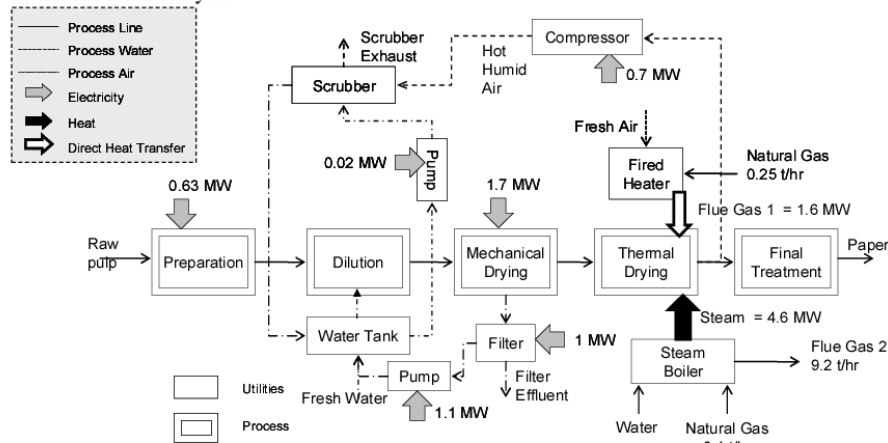 Process Line
Process Water
Process Air
Electricity
Heat
Direct Heat Transfer
Scrubber
Exhaust
Scrubber
Hot
Humid
Air
Compressor
0.7 MW
Fresh Air
Fired
Heater
Natural Gas
0.25 t/hr
0.02 MW
Pump
0.63 MW
1.7 MW
Flue Gas 1 = 1.6 MW
Raw
pulp
Preparation
Dilution
Mechanical
Drying
Thermal
Drying
Final
Treatment
Paper
Steam = 4.6 MW
Water Tank
Filter
1 MW
Steam
Boiler
Flue Gas 2
9.2 t/hr
Fresh Water
Pump
1.1 MW
Filter
Effluent
Water
Natural Gas
Utilities
Process